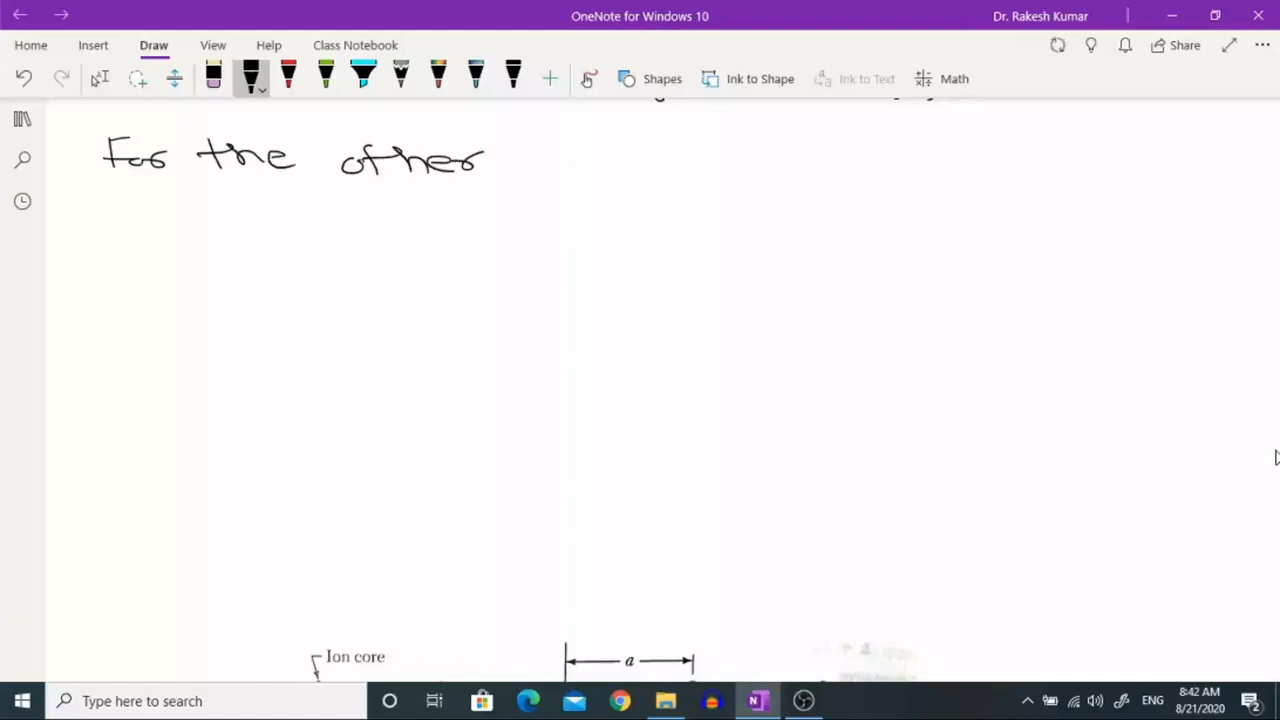 OneNote for Windows 10
Dr. Rakesh Kumar
Home Insert Draw View Help Class Notebook
Share
Shapes
Ink to Shape
Ink to Text
Math
For the other
Ion core
a
Type here to search
ENG
8:42 AM
8/21/2020
2